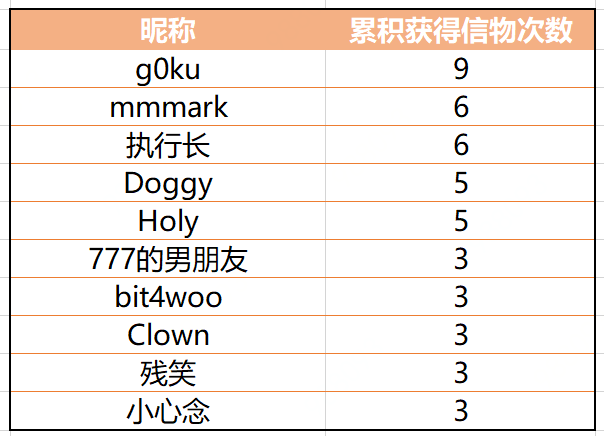 昵称 累积获得信物次数
g0ku 9
mmmark 6
执行长 6
Doggy 5
Holy 5
777的男朋友 3
bit4woo 3
Clown 3
残笑 3
小心念 3